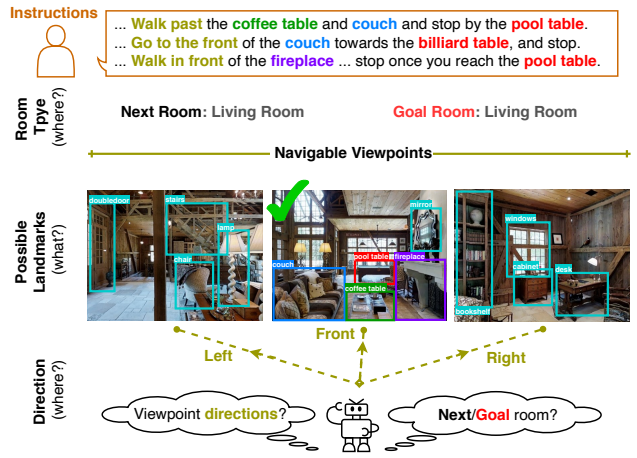 Instructions
... Walk past the coffee table and couch and stop by the pool table.
... Go to the front of the couch towards the billiard table, and stop.
... Walk in front of the fireplace ... stop once you reach the pool table.
Room
Tpye
(where?)
Next Room: Living Room
Goal Room: Living Room
Navigable Viewpoints
Possible
Landmarks
(what?)
doubledoor
stairs
lamp
chair
mirror
pool table
fireplace
couch
coffee table
windows
cabinet
desk
bookshelf
Left
Front
Right
Direction
(where?)
Viewpoint directions?
Next/Goal room?